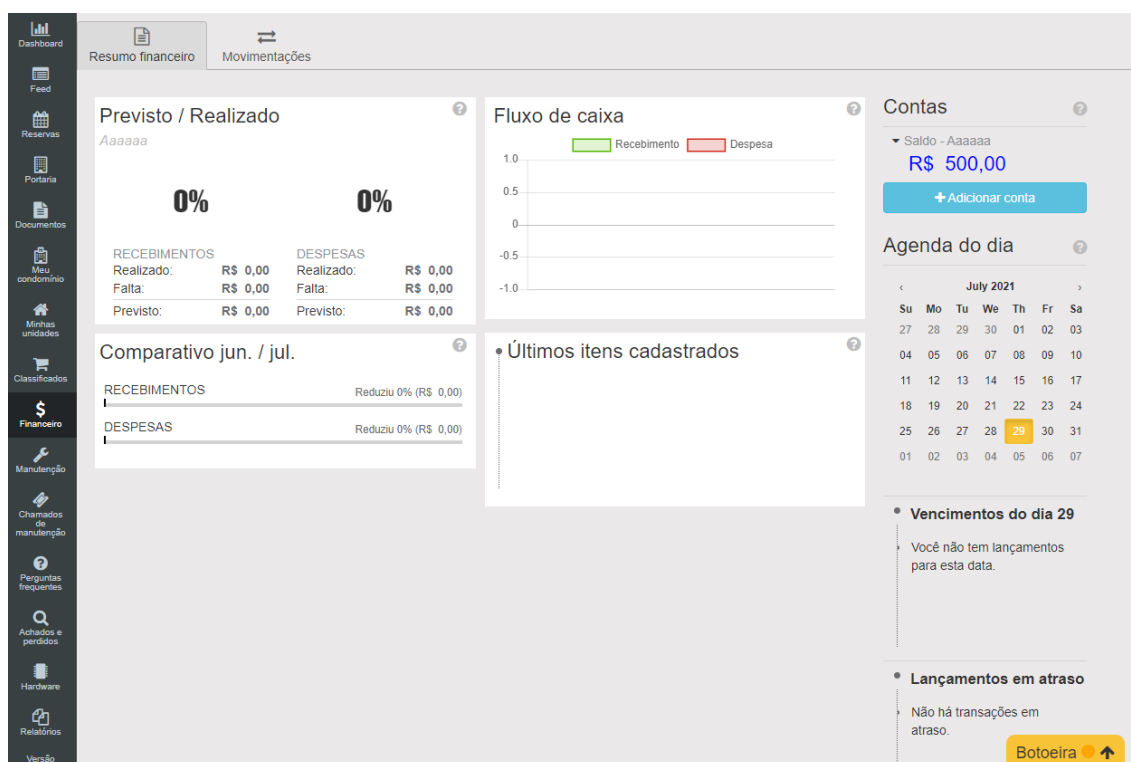 Dashboard
Feed
Reservas
Portaria
Documentos
Meu
condomínio
Minhas
unidades
Classificados
Financeiro
Manutenção
Chamados
de
manutenção
Perguntas
frequentes
Achados e
perdidos
Hardware
Relatórios
Versão
Resumo financeiro
Movimentações
Previsto / Realizado
Aaaaaa
0% 0%
RECEBIMENTOS DESPESAS
Realizado: R$ 0,00 Realizado: R$ 0,00
Falta: R$ 0,00 Falta: R$ 0,00
Previsto: R$ 0,00 Previsto: R$ 0,00
Comparativo jun. / jul.
RECEBIMENTOS Reduziu 0% (R$ 0,00)
DESPESAS Reduziu 0% (R$ 0,00)
Fluxo de caixa
Recebimento Despesa
1.0
0.5
0
-0.5
-1.0
Últimos itens cadastrados
Contas
Saldo - Aaaaaa
R$ 500,00
+ Adicionar conta
Agenda do dia
‹ July 2021 ›
Su Mo Tu We Th Fr Sa
27 28 29 30 01 02 03
04 05 06 07 08 09 10
11 12 13 14 15 16 17
18 19 20 21 22 23 24
25 26 27 28 29 30 31
01 02 03 04 05 06 07
Vencimentos do dia 29
Você não tem lançamentos
para esta data.
Lançamentos em atraso
Não há transações em
atraso.
Botoeira